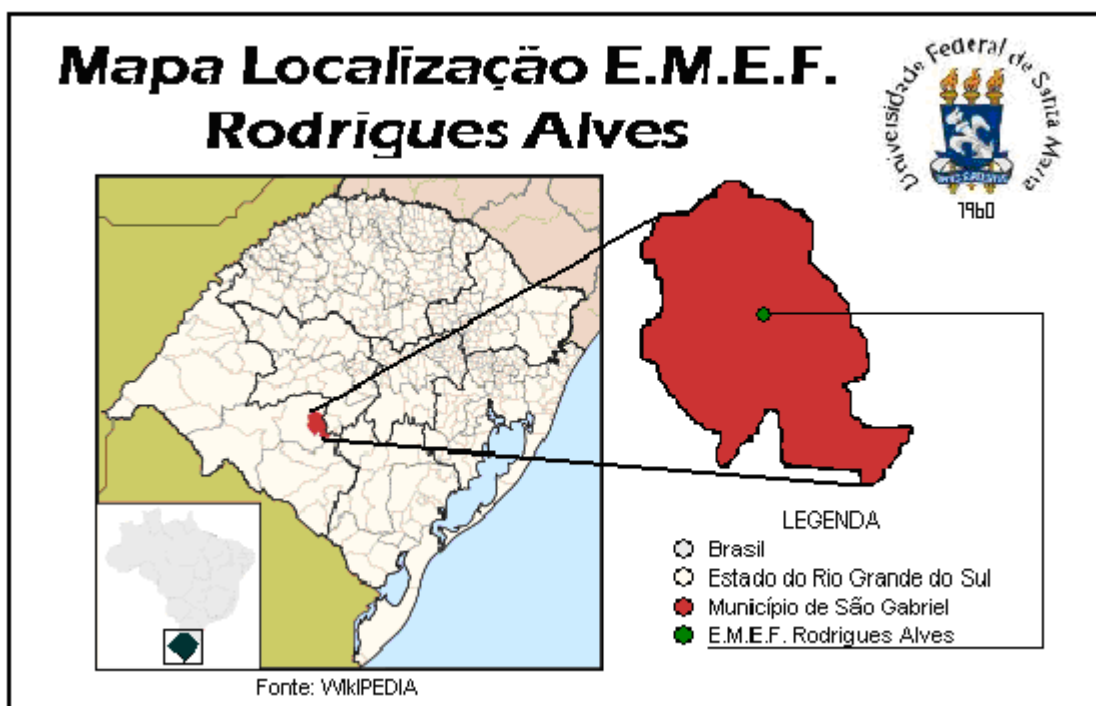 Mapa Localização E.M.E.F.
Rodrigues Alves
Universidade Federal de Santa Maria
1960
LEGENDA
Brasil
Estado do Rio Grande do Sul
Município de São Gabriel
E.M.E.F. Rodrigues Alves
Fonte: WIkIPEDIA